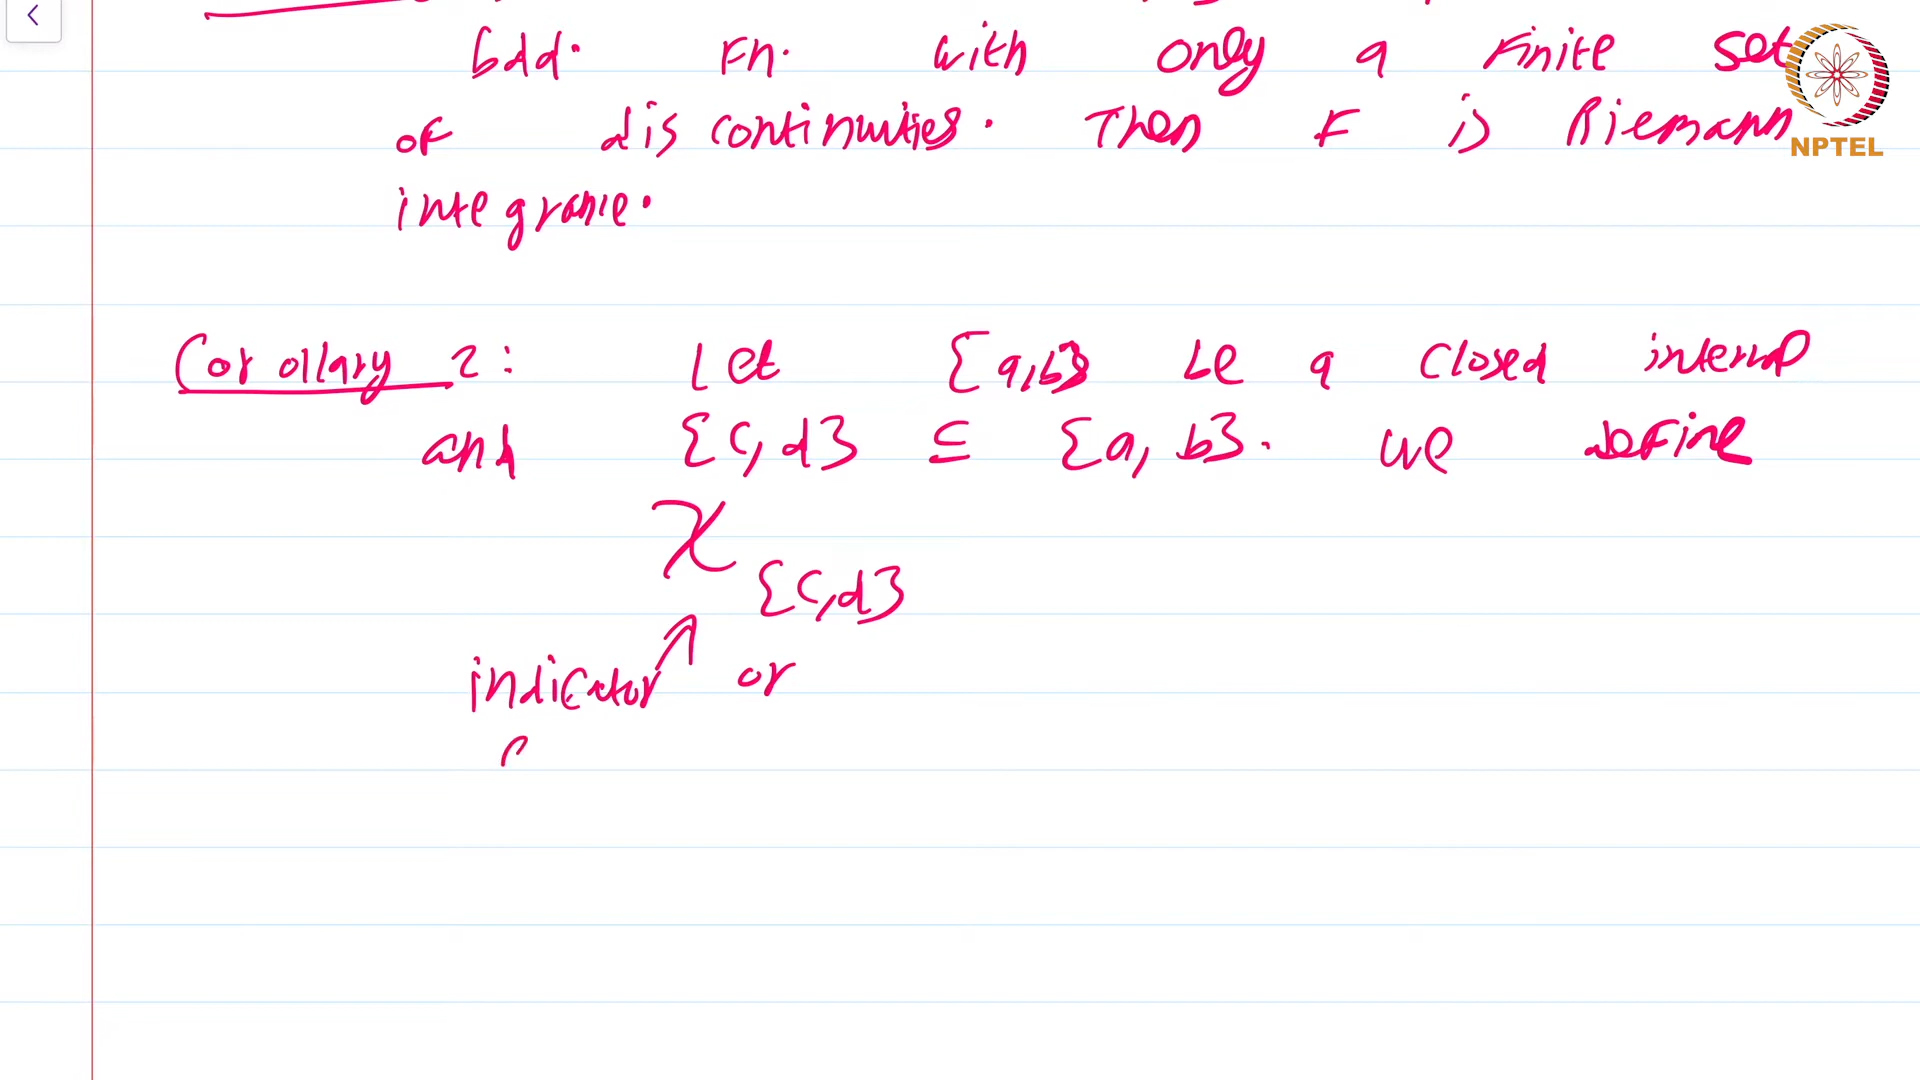 bdd. Fn. with only a finite set
of discontinuities. Then F is Riemann
NPTEL
integrable.
Corollary 2: Let [a,b] be a closed interval
and [c,d] ⊆ [a,b]. We define
χ
[c,d]
indicator or